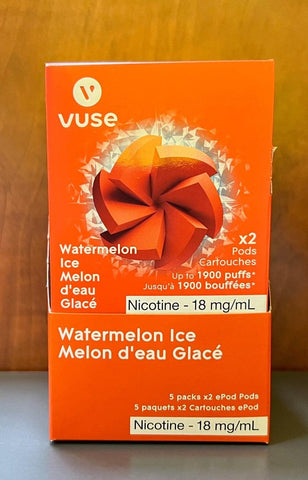 vuse
Watermelon
Ice
Melon
d'eau
Glacé
x2
Pods
Cartouches
Up to 1900 puffs*
Jusqu'à 1900 bouffées*
Nicotine - 18 mg/mL
Watermelon Ice
Melon d'eau Glacé
5 packs x2 ePod Pods
5 paquets x2 Cartouches ePod
Nicotine - 18 mg/mL